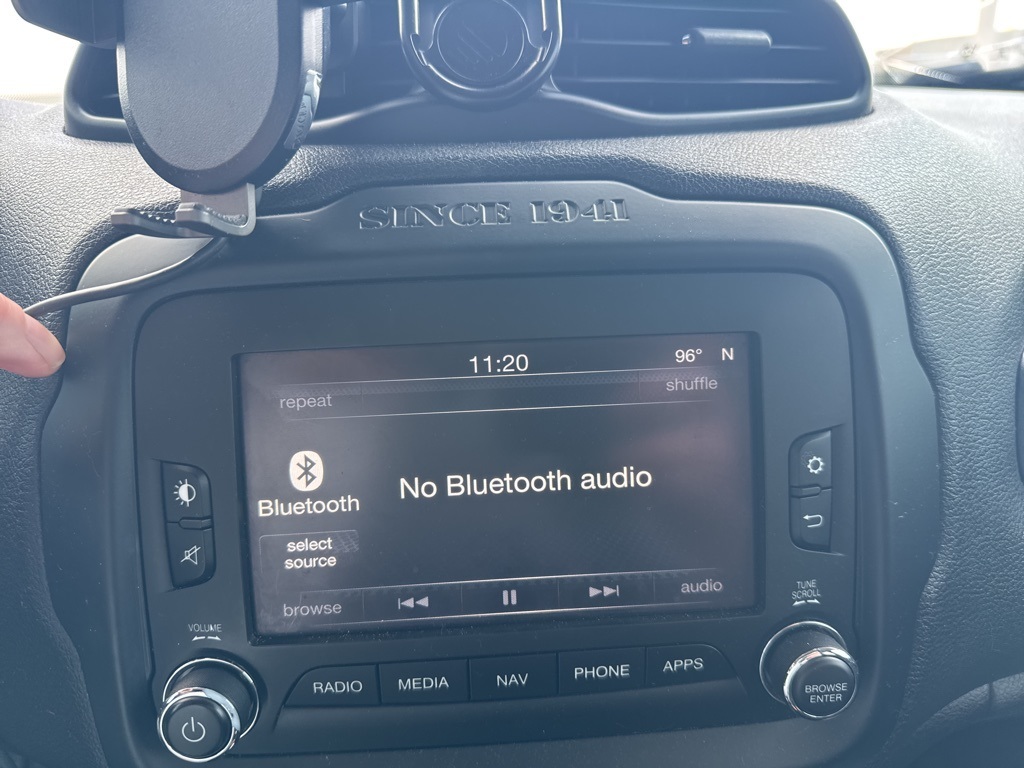 SINCE 1941
11:20
96° N
repeat
shuffle
Bluetooth
No Bluetooth audio
select
source
browse
audio
VOLUME
TUNE
SCROLL
RADIO
MEDIA
NAV
PHONE
APPS
BROWSE
ENTER